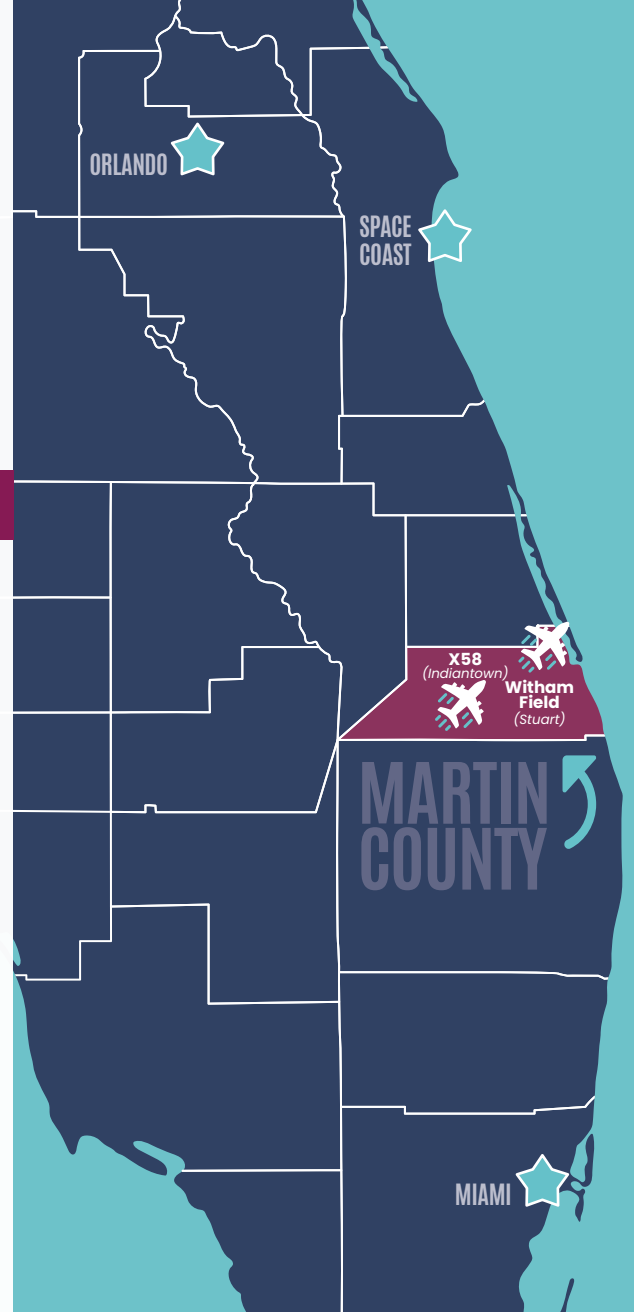 ORLANDO
SPACE
COAST
X58
(Indiantown)
Witham
Field
(Stuart)
MARTIN
COUNTY
MIAMI